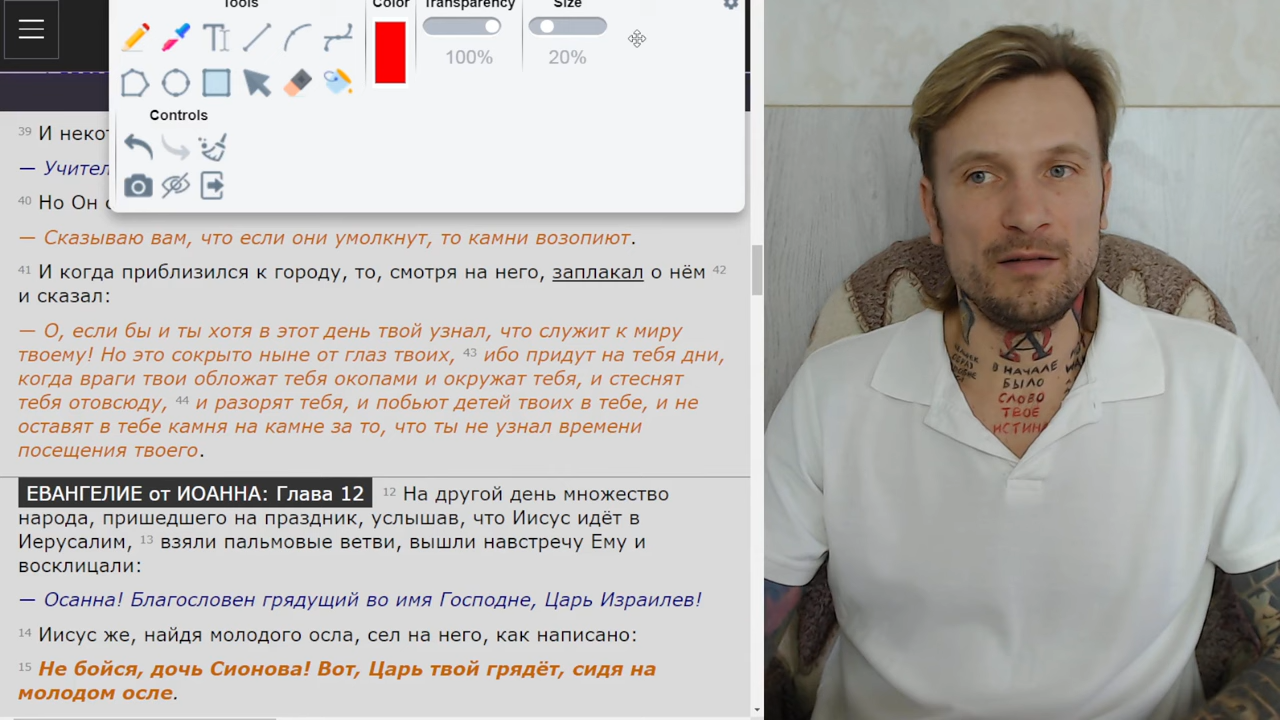 Tools
Color
Transparency
Size
100%
20%
Controls
39 И некот
— Учител
40 Но Он с
— Сказываю вам, что если они умолкнут, то камни возопиют.
41 И когда приблизился к городу, то, смотря на него, заплакал о нём 42
и сказал:
— О, если бы и ты хотя в этот день твой узнал, что служит к миру
твоему! Но это сокрыто ныне от глаз твоих, 43 ибо придут на тебя дни,
когда враги твои обложат тебя окопами и окружат тебя, и стеснят
тебя отовсюду, 44 и разорят тебя, и побьют детей твоих в тебе, и не
оставят в тебе камня на камне за то, что ты не узнал времени
посещения твоего.
ЕВАНГЕЛИЕ от ИОАННА: Глава 12 12 На другой день множество
народа, пришедшего на праздник, услышав, что Иисус идёт в
Иерусалим, 13 взяли пальмовые ветви, вышли навстречу Ему и
восклицали:
— Осанна! Благословен грядущий во имя Господне, Царь Израилев!
14 Иисус же, найдя молодого осла, сел на него, как написано:
15 Не бойся, дочь Сионова! Вот, Царь твой грядёт, сидя на
молодом осле.
В НАЧАЛЕ
БЫЛО
СЛОВО
ТВОЕ
ИСТИНА